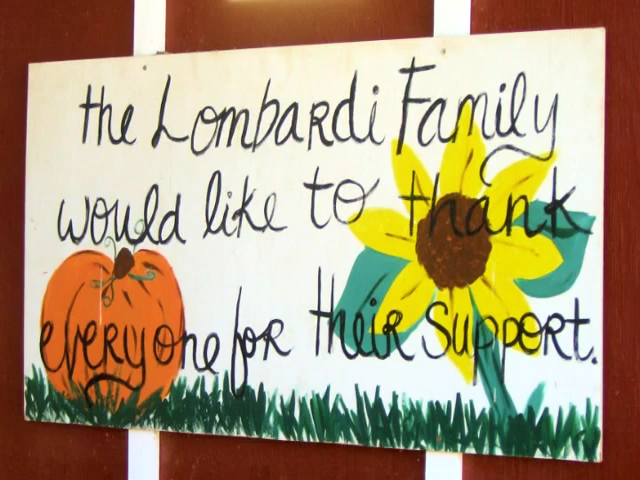 the Lombardi Family
would like to thank
everyone for their support.